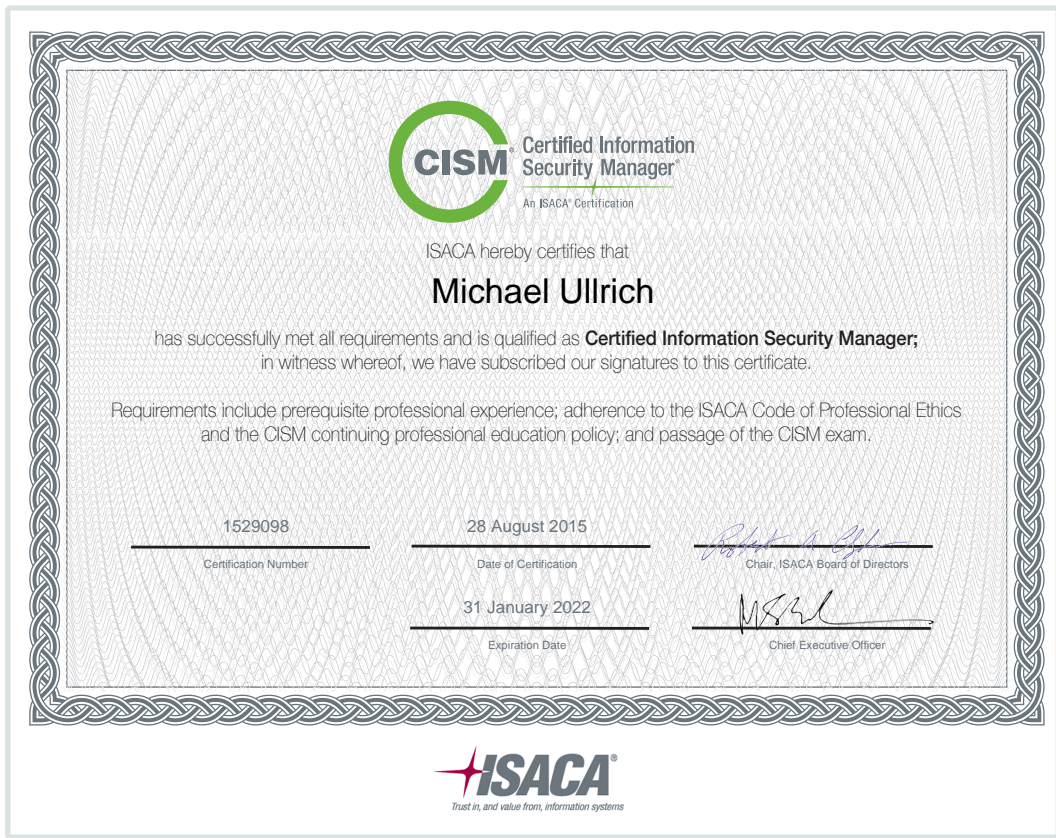 CISM®
Certified Information
Security Manager®
An ISACA® Certification
ISACA hereby certifies that
Michael Ullrich
has successfully met all requirements and is qualified as Certified Information Security Manager;
in witness whereof, we have subscribed our signatures to this certificate.
Requirements include prerequisite professional experience; adherence to the ISACA Code of Professional Ethics
and the CISM continuing professional education policy; and passage of the CISM exam.
1529098
Certification Number
28 August 2015
Date of Certification
Chair, ISACA Board of Directors
31 January 2022
Expiration Date
Chief Executive Officer
ISACA®
Trust in, and value from, information systems